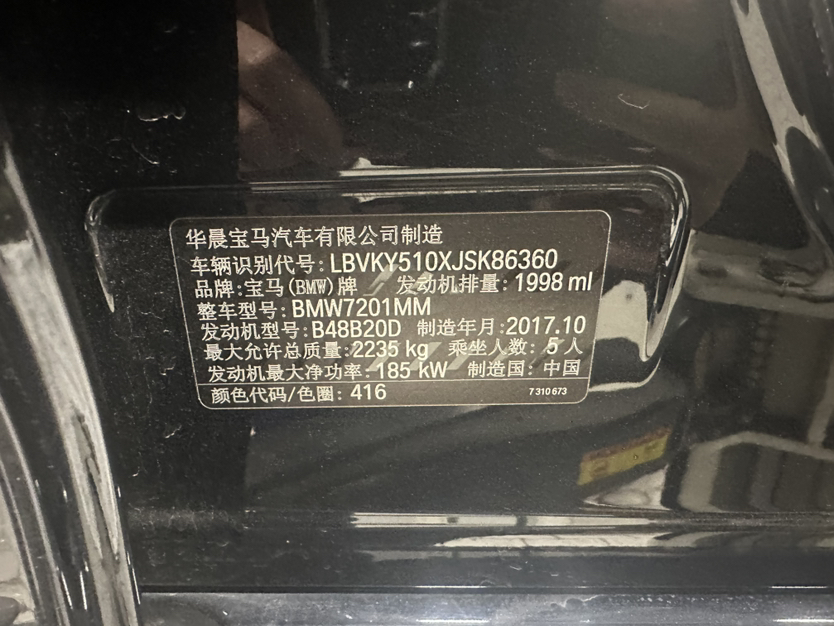 华晨宝马汽车有限公司制造
车辆识别代号:LBVKY510XJSK86360
品牌:宝马(BMW)牌 发动机排量:1998 ml
整车型号:BMW7201MM
发动机型号:B48B20D 制造年月:2017.10
最大允许总质量:2235 kg 乘坐人数: 5 人
发动机最大净功率:185 kW 制造国: 中国
颜色代码/色圈: 416 7310673